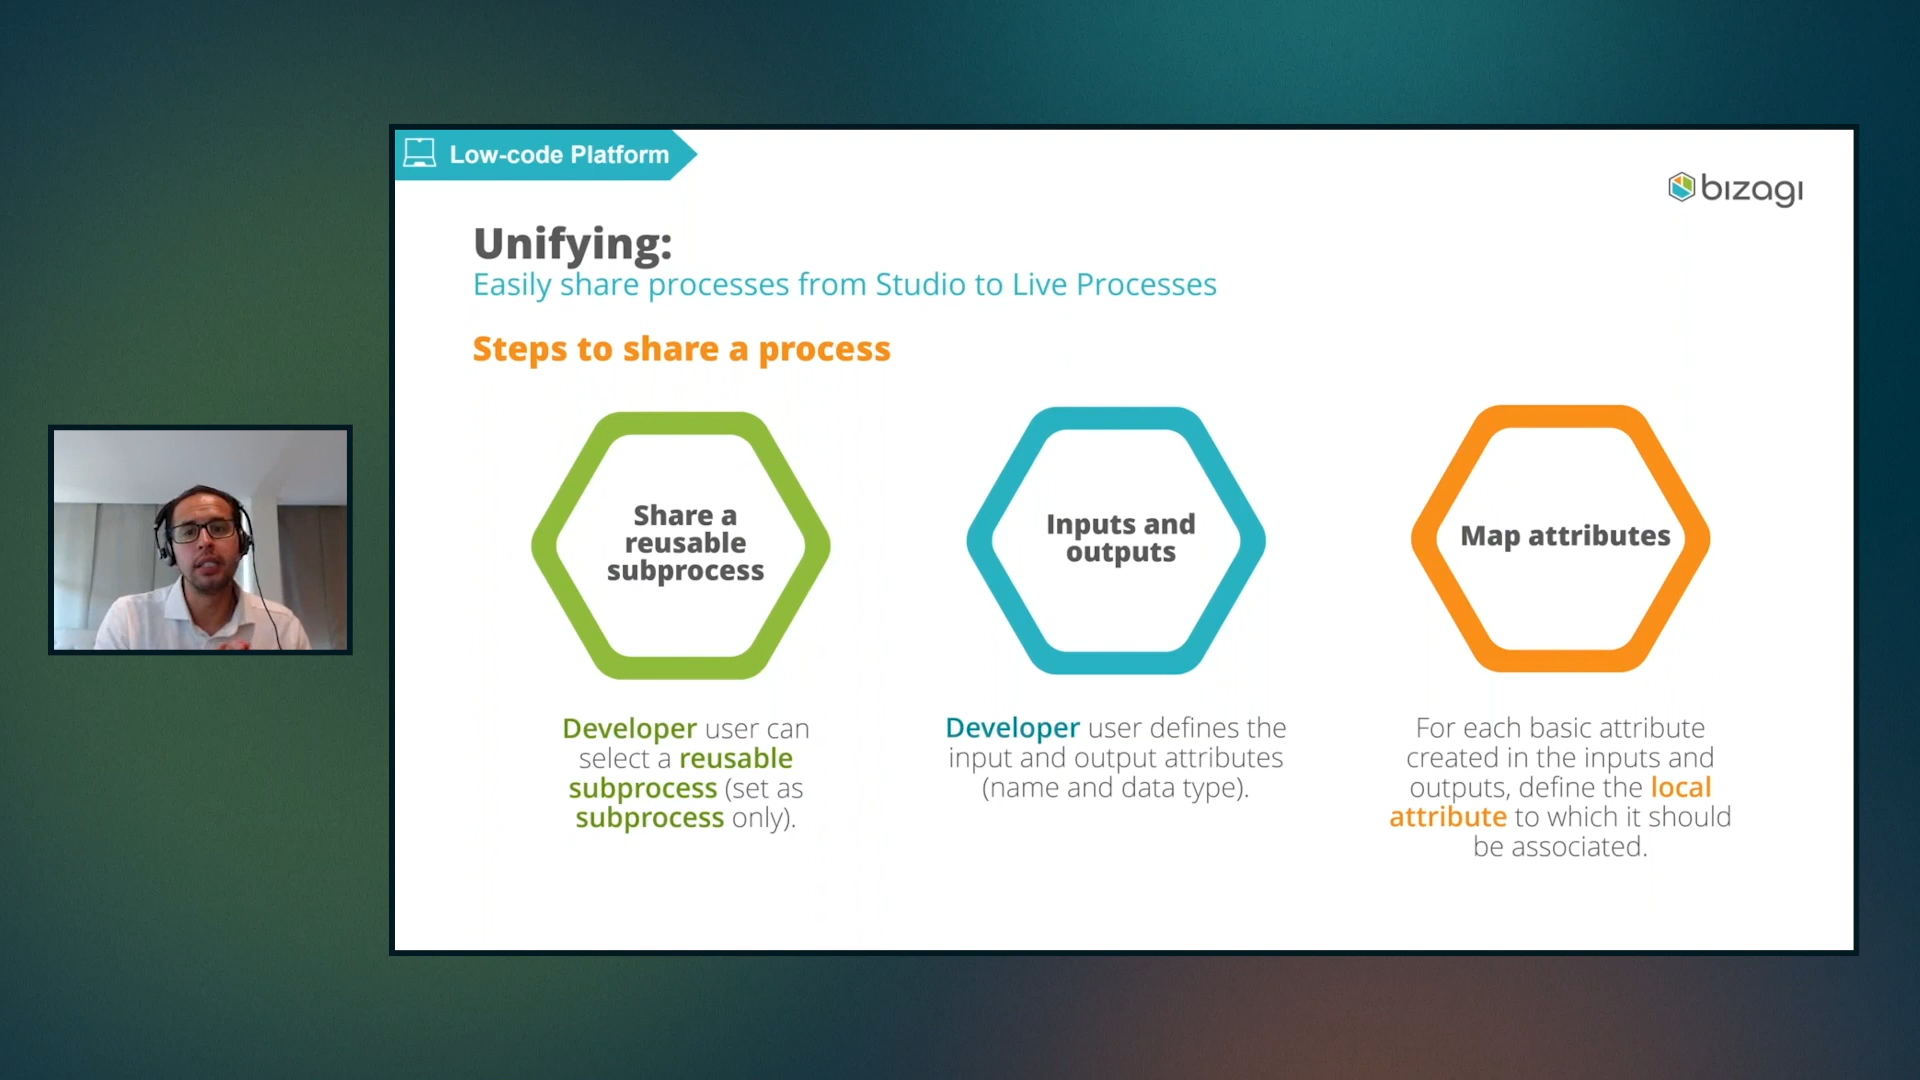 Low-code Platform
bizagi
Unifying:
Easily share processes from Studio to Live Processes
Steps to share a process
Share a
reusable
subprocess
Developer user can
select a reusable
subprocess (set as
subprocess only).
Inputs and
outputs
Developer user defines the
input and output attributes
(name and data type).
Map attributes
For each basic attribute
created in the inputs and
outputs, define the local
attribute to which it should
be associated.